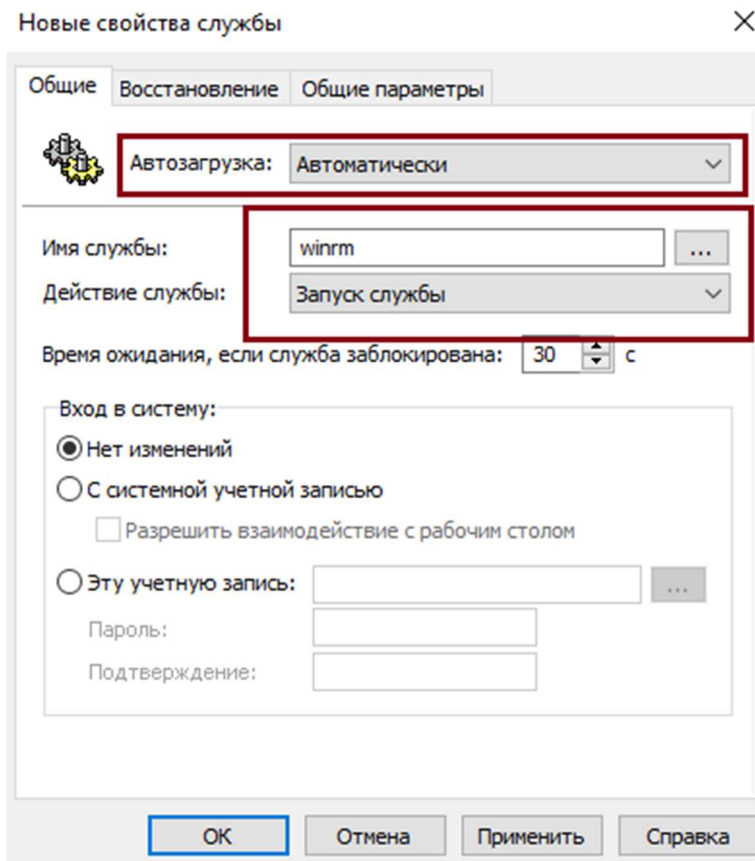 Новые свойства службы
Общие Восстановление Общие параметры
Автозагрузка: Автоматически
Имя службы: winrm ...
Действие службы: Запуск службы
Время ожидания, если служба заблокирована: 30 с
Вход в систему:
Нет изменений
С системной учетной записью
Разрешить взаимодействие с рабочим столом
Эту учетную запись: ...
Пароль:
Подтверждение:
ОК Отмена Применить Справка